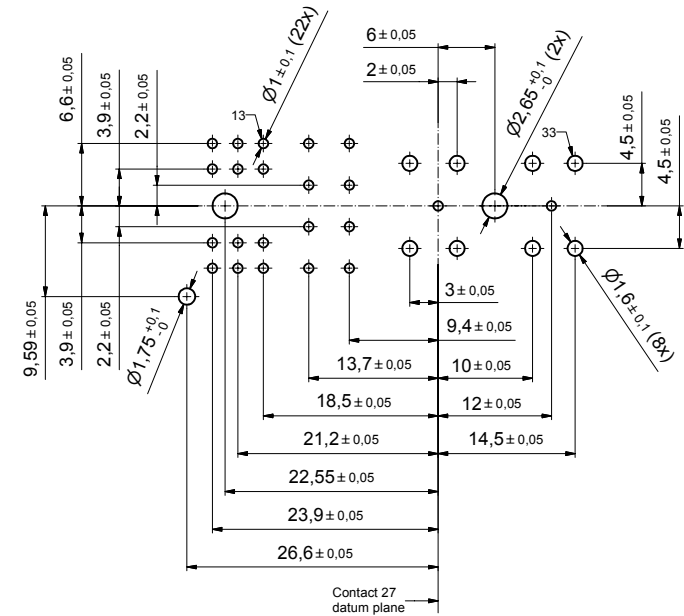 6 ± 0,05
2 ± 0,05
Ø1±0,1 (22x)
Ø2,65 +0,1 -0 (2x)
6,6 ± 0,05
3,9 ± 0,05
2,2 ± 0,05
13
33
4,5 ± 0,05
4,5 ± 0,05
9,59 ± 0,05
3,9 ± 0,05
2,2 ± 0,05
Ø1,75 +0,1 -0
Ø1,6±0,1 (8x)
3 ± 0,05
9,4 ± 0,05
13,7 ± 0,05
10 ± 0,05
18,5 ± 0,05
12 ± 0,05
21,2 ± 0,05
14,5 ± 0,05
22,55 ± 0,05
23,9 ± 0,05
26,6 ± 0,05
Contact 27
datum plane